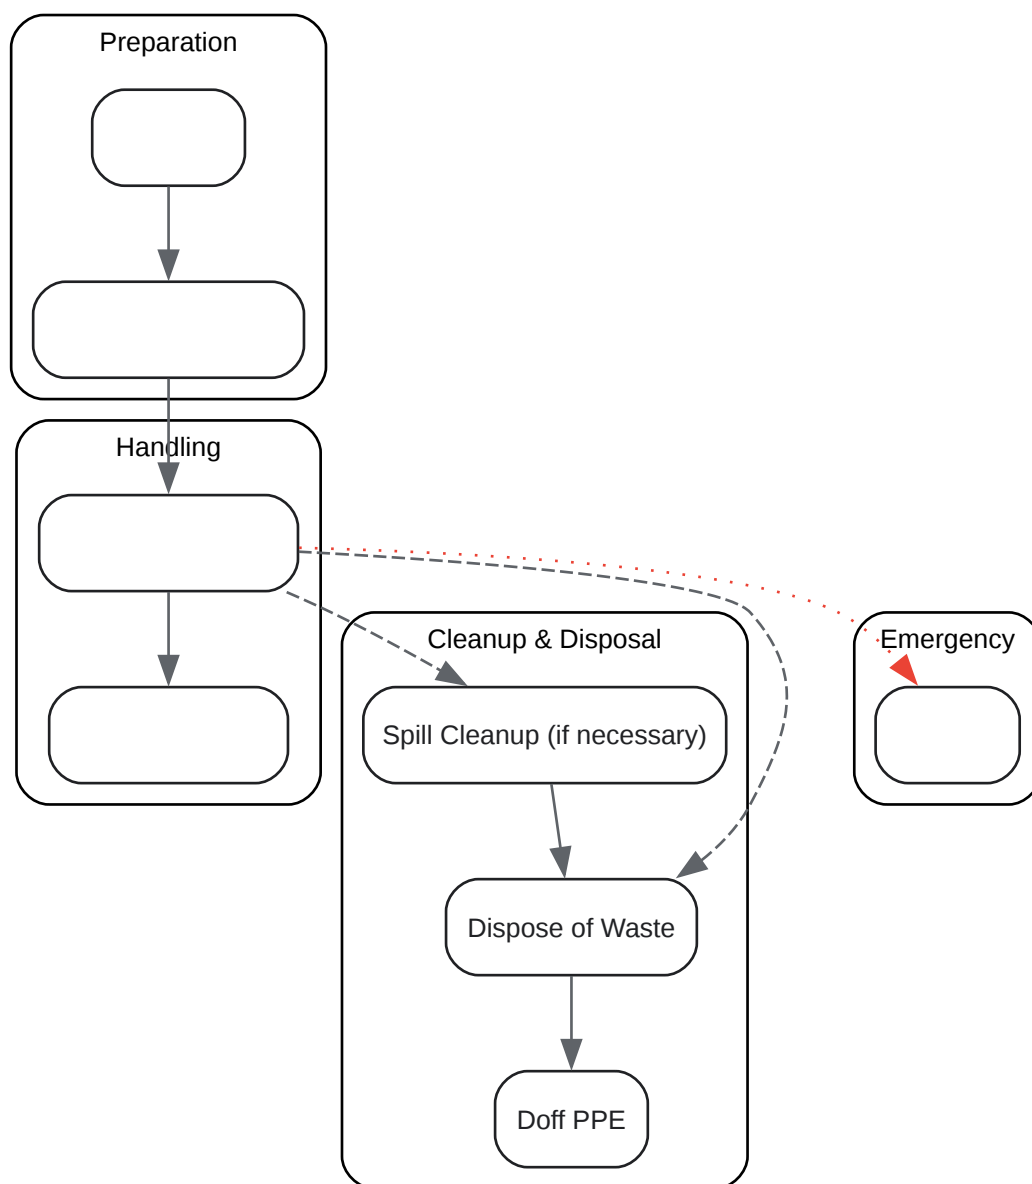 Preparation
Handling
Cleanup & Disposal
Emergency
Spill Cleanup (if necessary)
Dispose of Waste
Doff PPE